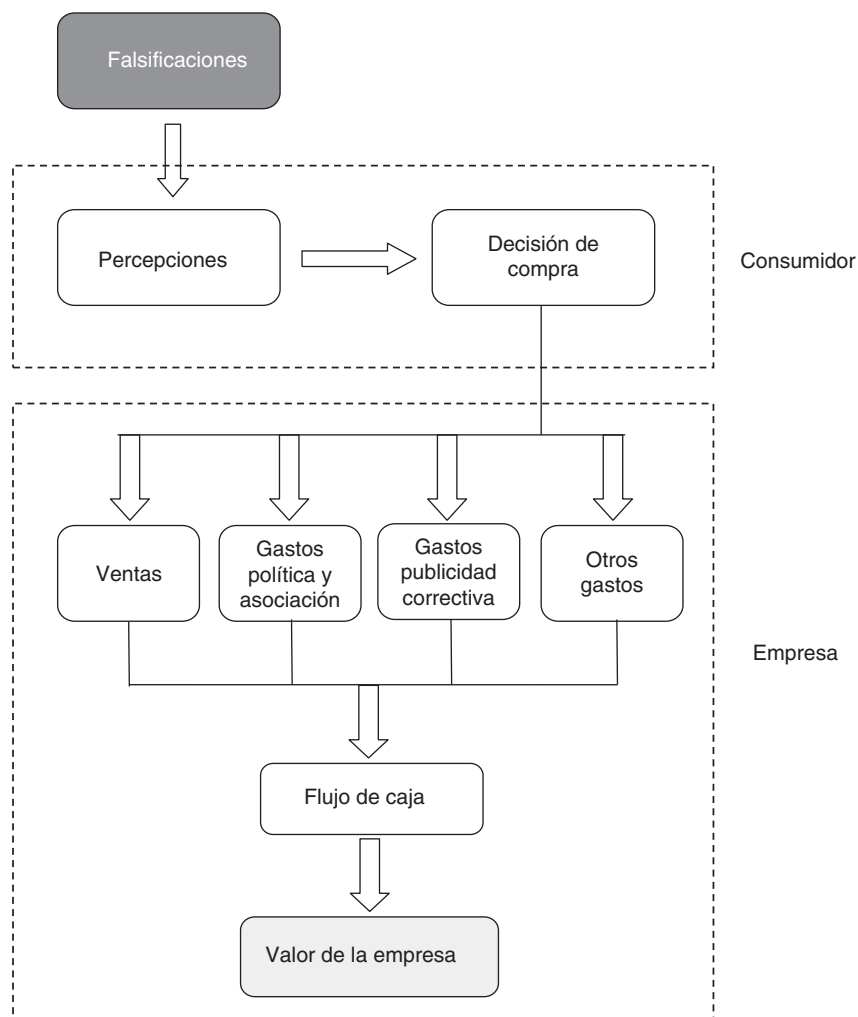 Falsificaciones
Percepciones
Decisión de
compra
Consumidor
Ventas
Gastos
política y
asociación
Gastos
publicidad
correctiva
Otros
gastos
Empresa
Flujo de caja
Valor de la empresa